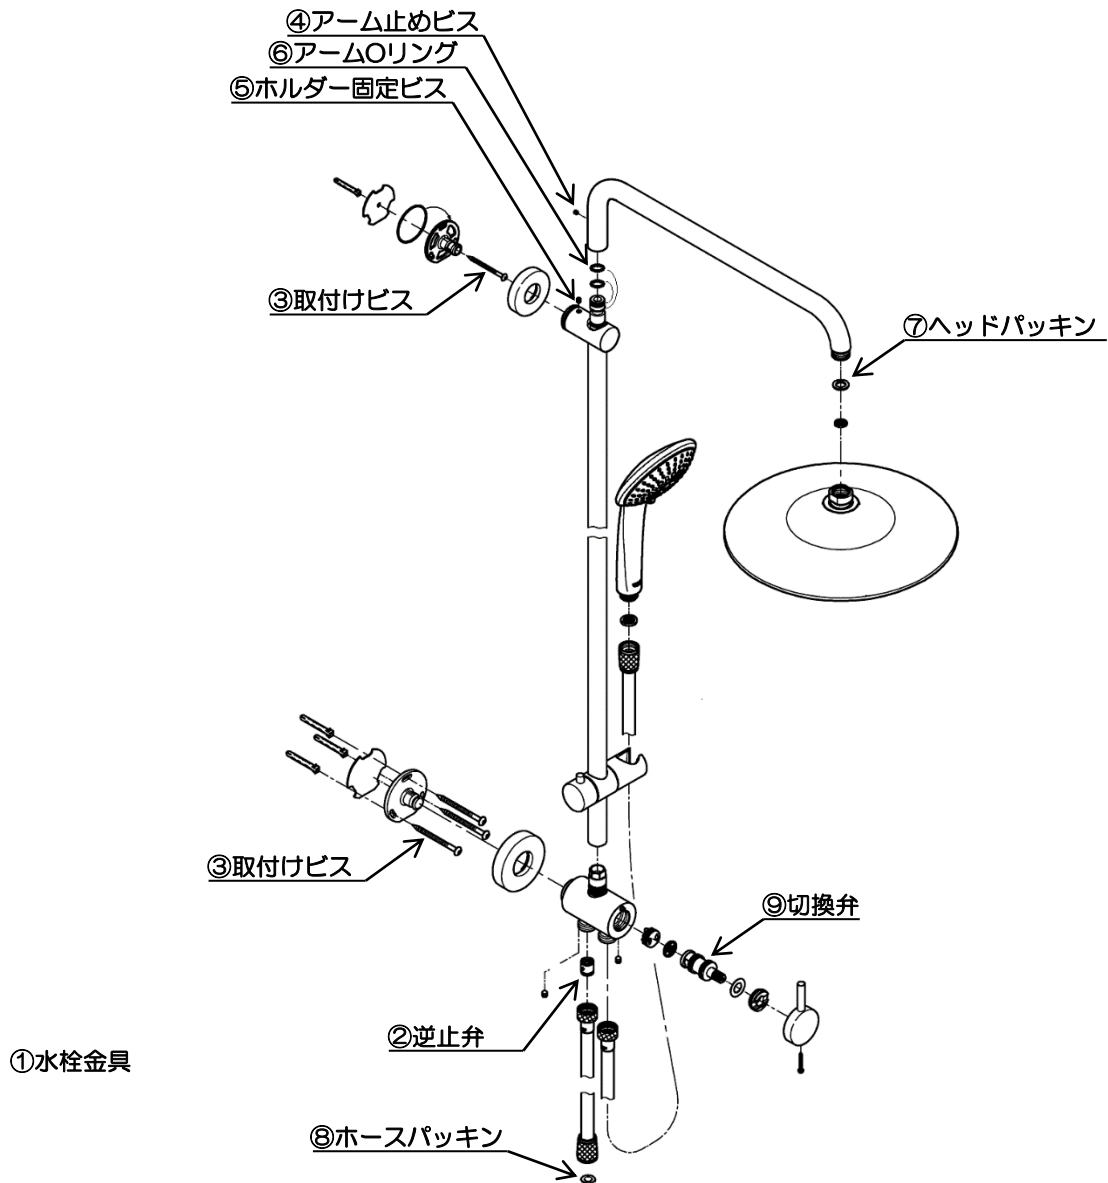 ④アーム止めビス
⑥アームOリング
⑤ホルダー固定ビス
③取付けビス
⑦ヘッドパッキン
③取付けビス
⑨切換弁
②逆止弁
①水栓金具
⑧ホースパッキン